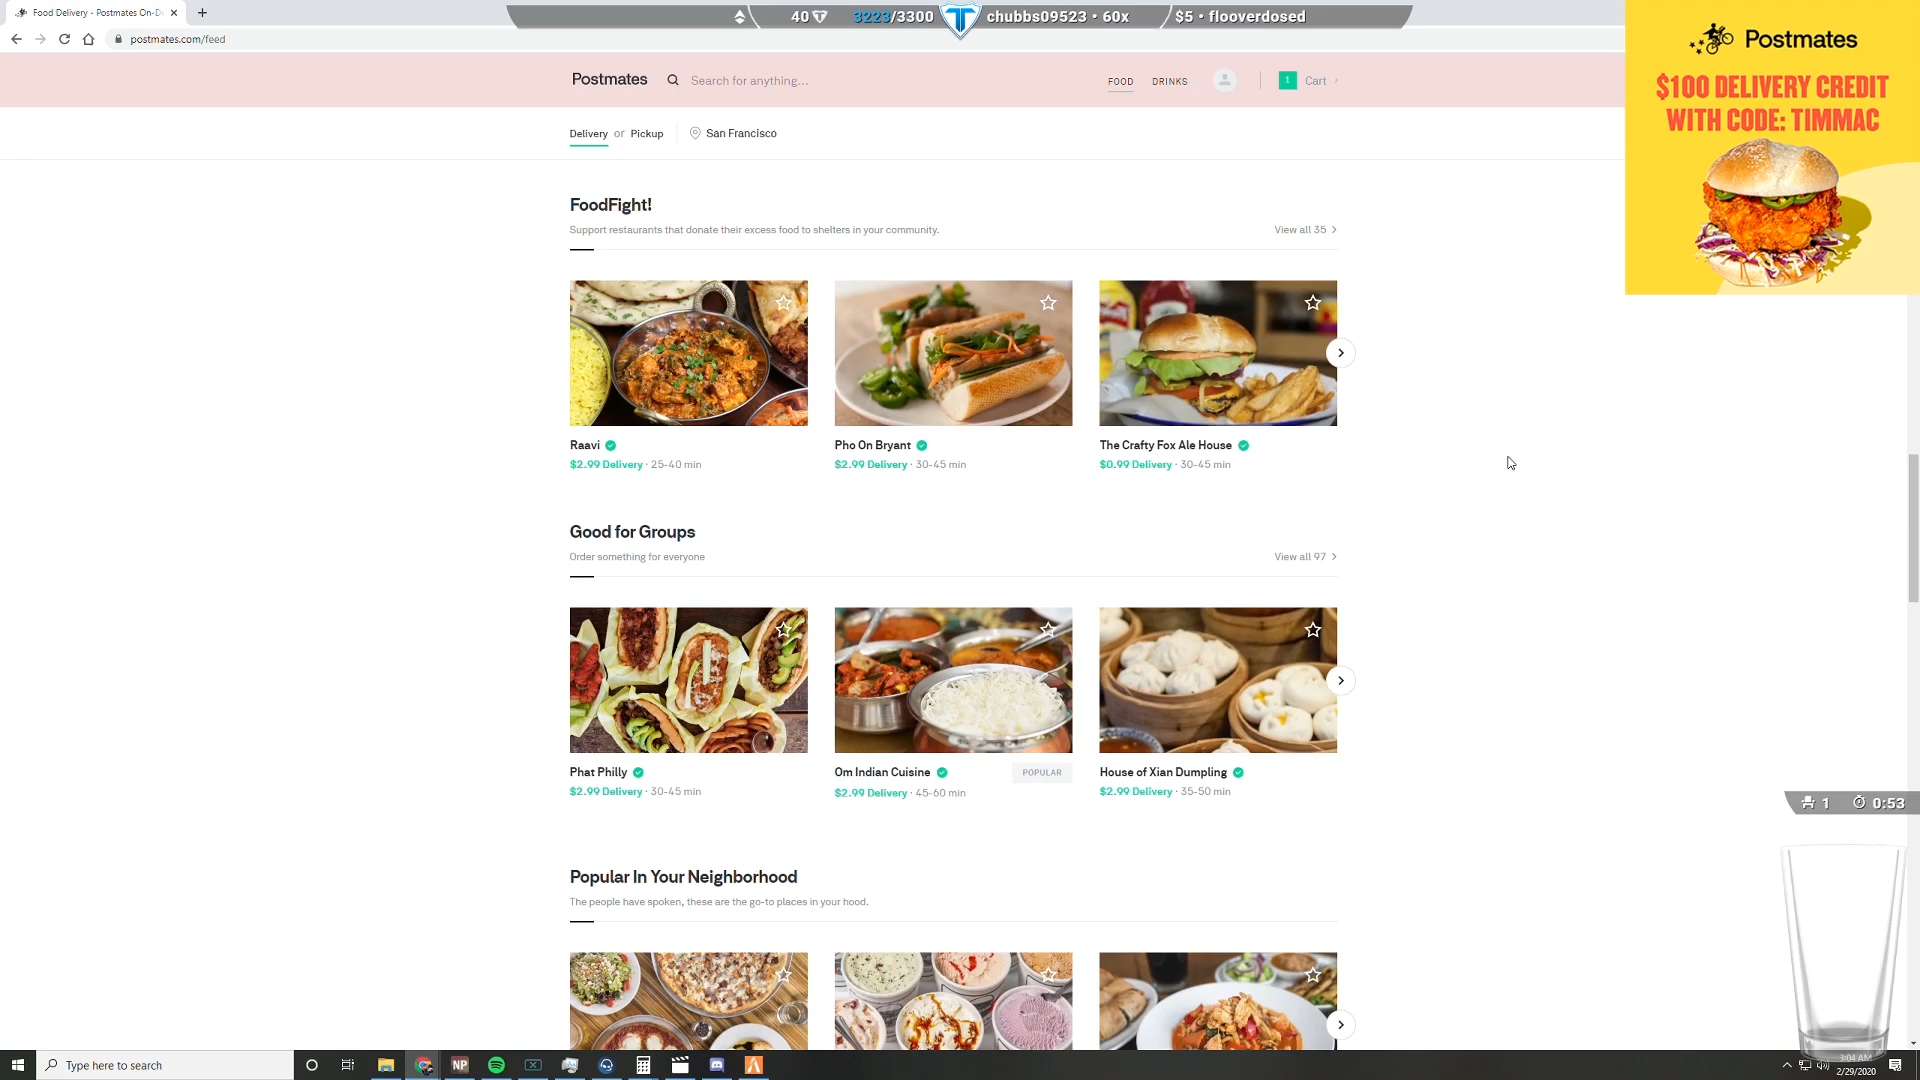 Food Delivery - Postmates On-D
40 3223/3300 chubbs09523 • 60x $5 • flooverdosed
postmates.com/feed
Postmates
$100 DELIVERY CREDIT
WITH CODE: TIMMAC
Postmates Search for anything... FOOD DRINKS 1 Cart
Delivery or Pickup San Francisco
FoodFight!
Support restaurants that donate their excess food to shelters in your community. View all 35
Raavi
$2.99 Delivery · 25-40 min
Pho On Bryant
$2.99 Delivery · 30-45 min
The Crafty Fox Ale House
$0.99 Delivery · 30-45 min
Good for Groups
Order something for everyone View all 97
Phat Philly
$2.99 Delivery · 30-45 min
Om Indian Cuisine POPULAR
$2.99 Delivery · 45-60 min
House of Xian Dumpling
$2.99 Delivery · 35-50 min
1 0:53
Popular In Your Neighborhood
The people have spoken, these are the go-to places in your hood.
Type here to search
NP
3:04 AM
2/29/2020